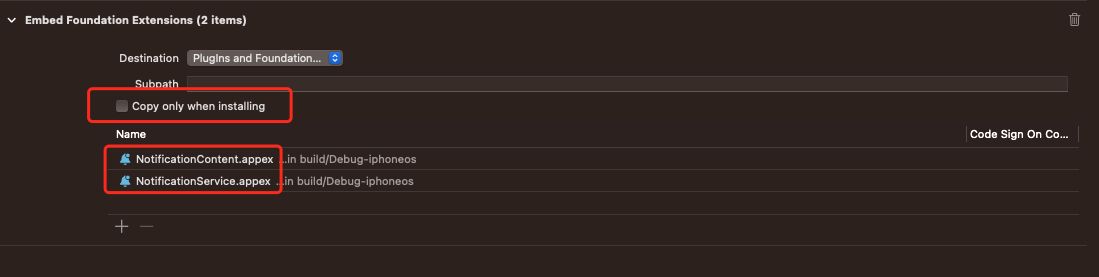 Embed Foundation Extensions (2 items)
Destination PlugIns and Foundation...
Subpath
Copy only when installing
Name Code Sign On Co...
NotificationContent.appex ...in build/Debug-iphoneos
NotificationService.appex ...in build/Debug-iphoneos